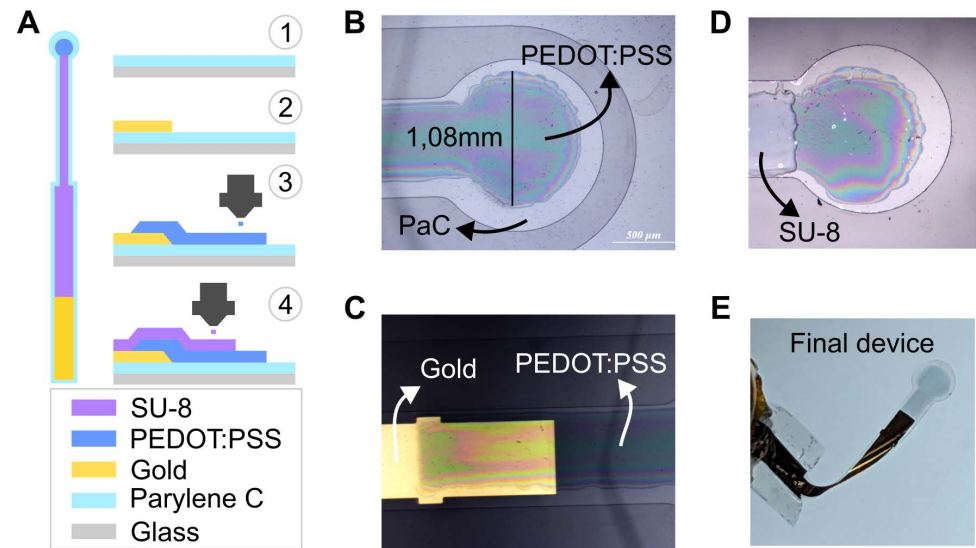 A
1
2
3
4
SU-8
PEDOT:PSS
Gold
Parylene C
Glass
B
PEDOT:PSS
1,08mm
PaC
500 µm
C
Gold
PEDOT:PSS
D
SU-8
E
Final device